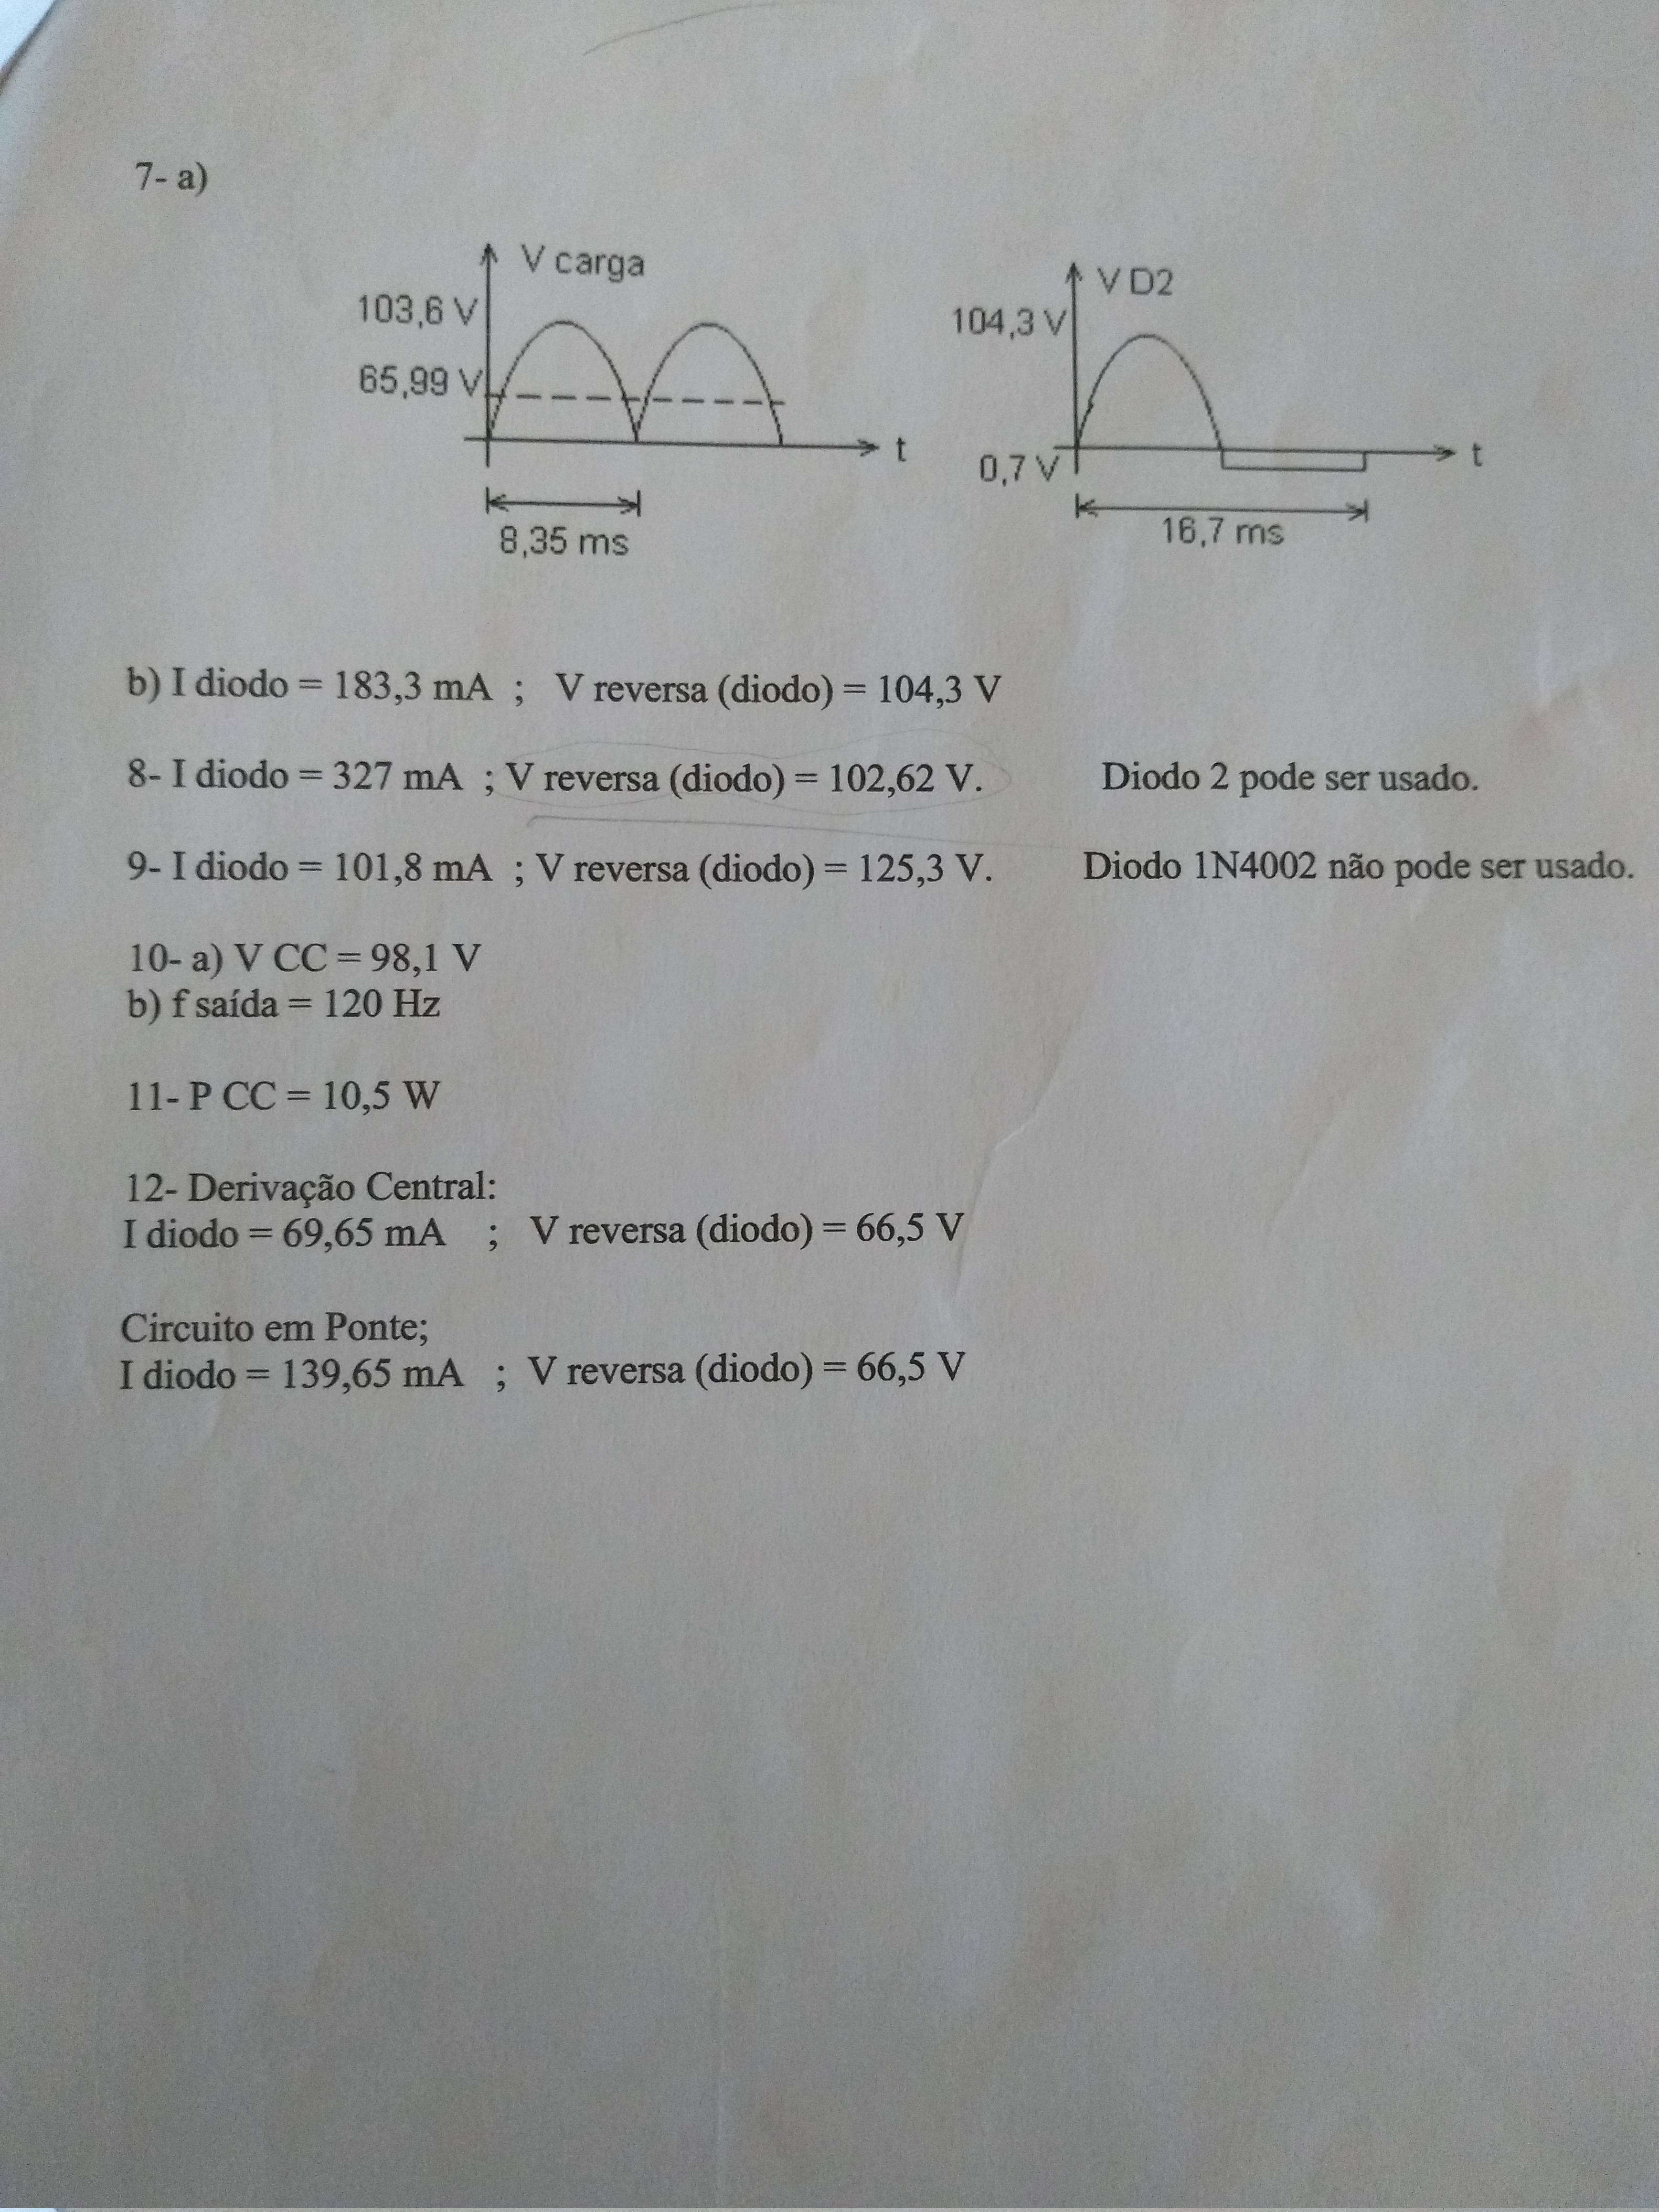 7- a)
V carga
103,6 V
65,99 V
t
8,35 ms
V D2
104,3 V
0,7 V
t
16,7 ms
b) I diodo = 183,3 mA ; V reversa (diodo) = 104,3 V
8- I diodo = 327 mA ; V reversa (diodo) = 102,62 V. Diodo 2 pode ser usado.
9- I diodo = 101,8 mA ; V reversa (diodo) = 125,3 V. Diodo 1N4002 não pode ser usado.
10- a) V CC = 98,1 V
b) f saída = 120 Hz
11- P CC = 10,5 W
12- Derivação Central:
I diodo = 69,65 mA ; V reversa (diodo) = 66,5 V
Circuito em Ponte;
I diodo = 139,65 mA ; V reversa (diodo) = 66,5 V